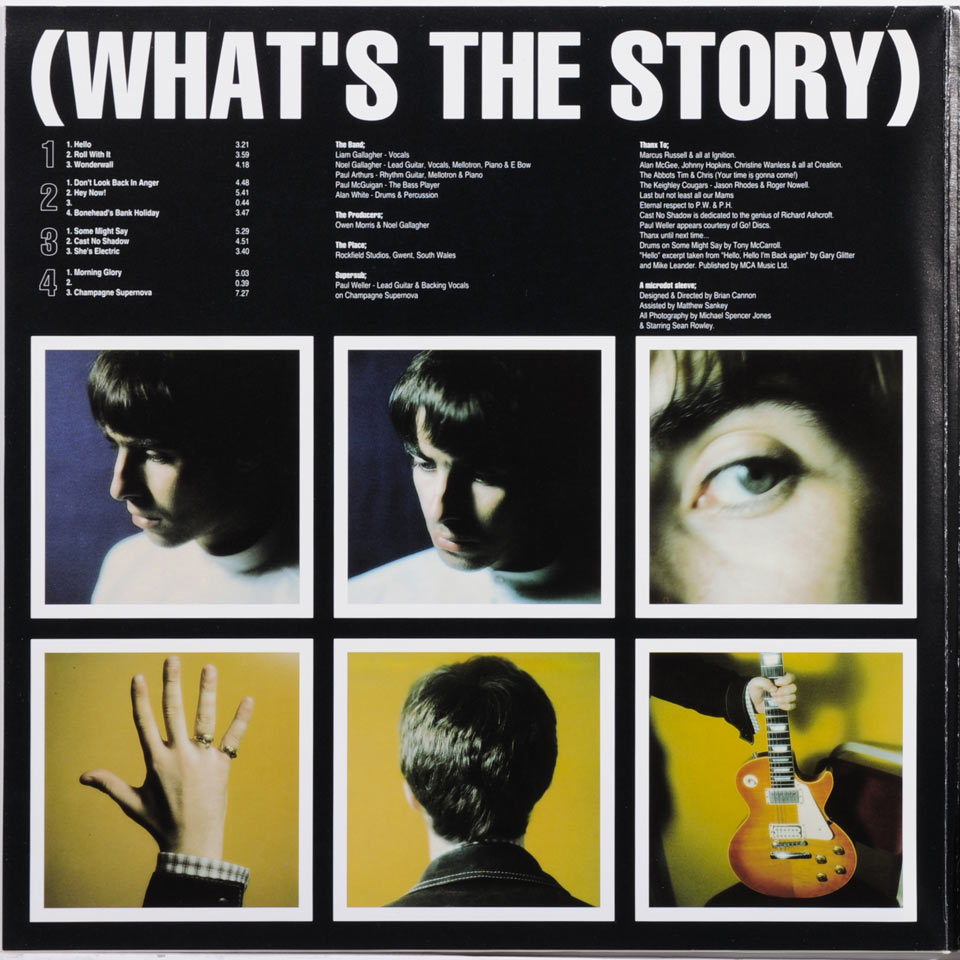 (WHAT'S THE STORY)
1
1. Hello 3.21
2. Roll With It 3.59
3. Wonderwall 4.18
2
1. Don't Look Back In Anger 4.48
2. Hey Now! 5.41
3. 0.44
4. Bonehead's Bank Holiday 3.47
3
1. Some Might Say 5.29
2. Cast No Shadow 4.51
3. She's Electric 3.40
4
1. Morning Glory 5.03
2. 0.39
3. Champagne Supernova 7.27
The Band;
Liam Gallagher - Vocals
Noel Gallagher - Lead Guitar, Vocals, Mellotron, Piano & E Bow
Paul Arthurs - Rhythm Guitar, Mellotron & Piano
Paul McGuigan - The Bass Player
Alan White - Drums & Percussion
The Producers;
Owen Morris & Noel Gallagher
The Place;
Rockfield Studios, Gwent, South Wales
Supersub;
Paul Weller - Lead Guitar & Backing Vocals
on Champagne Supernova
Thanx To;
Marcus Russell & all at Ignition.
Alan McGee, Johnny Hopkins, Christine Wanless & all at Creation.
The Abbots Tim & Chris (Your time is gonna come!)
The Keighley Cougars - Jason Rhodes & Roger Nowell.
Last but not least all our Mams
Eternal respect to P.W. & P.H.
Cast No Shadow is dedicated to the genius of Richard Ashcroft.
Paul Weller appears courtesy of Go! Discs.
Thanx until next time...
Drums on Some Might Say by Tony McCarroll.
"Hello" excerpt taken from "Hello, Hello I'm Back again" by Gary Glitter
and Mike Leander. Published by MCA Music Ltd.
A microdot sleeve;
Designed & Directed by Brian Cannon
Assisted by Matthew Sankey
All Photography by Michael Spencer Jones
& Starring Sean Rowley.